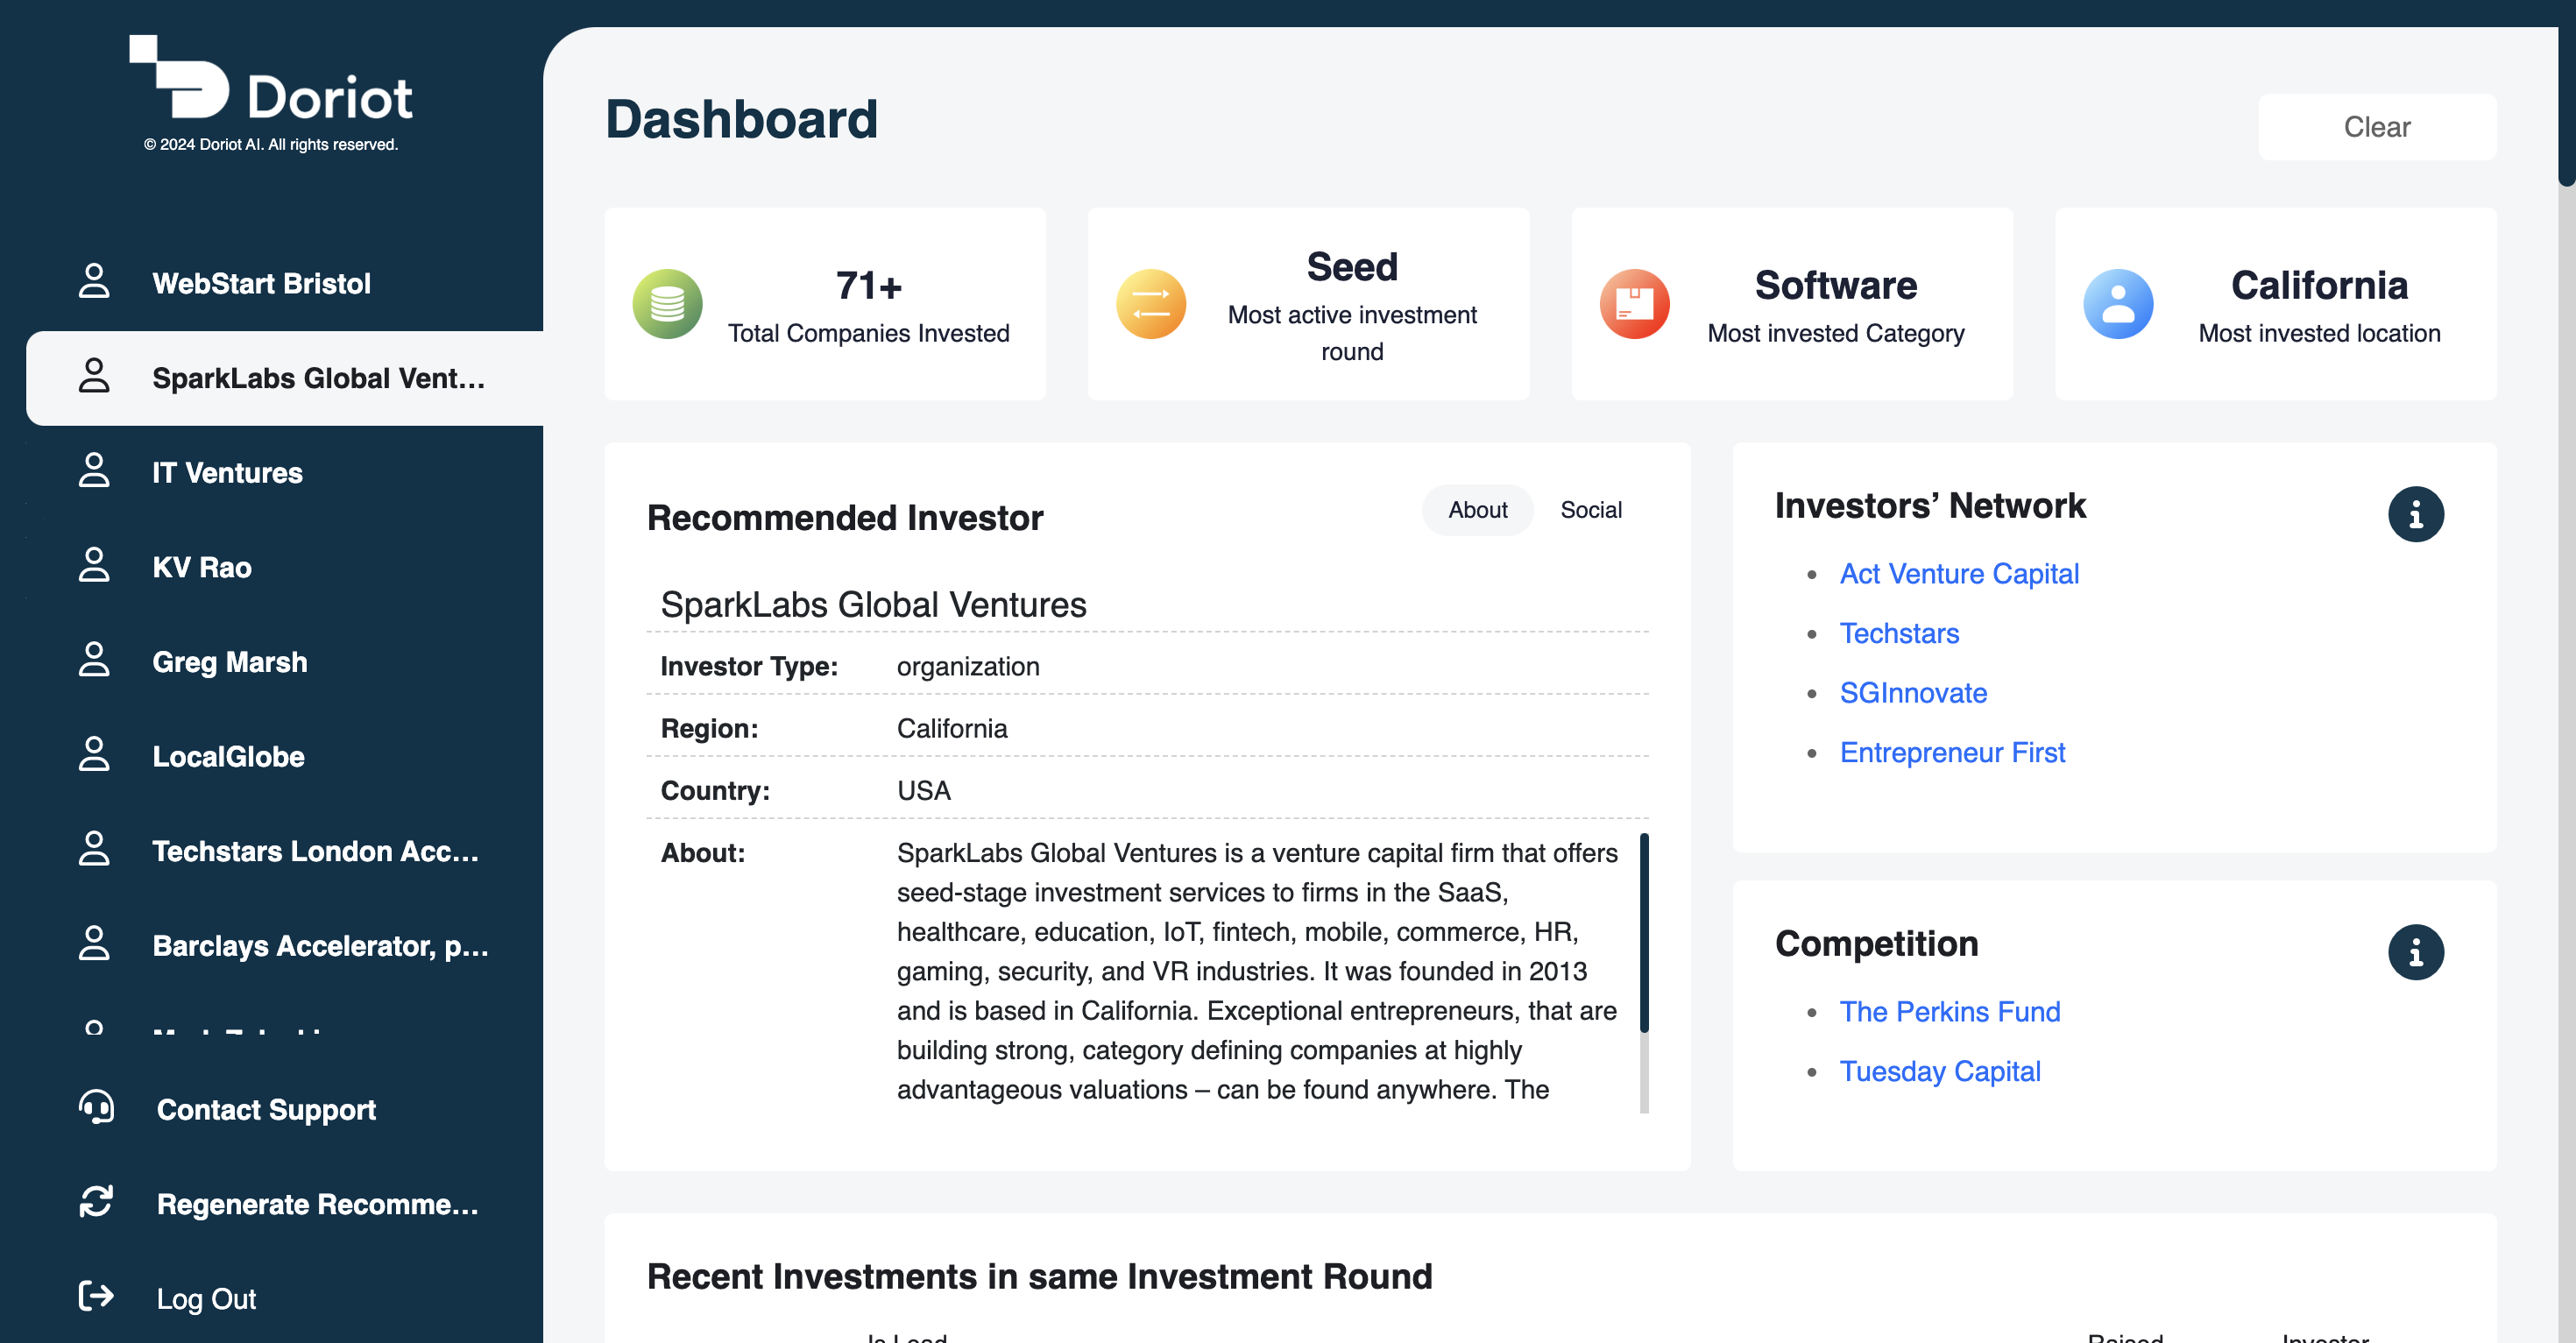 Doriot
© 2024 Doriot AI. All rights reserved.
WebStart Bristol
SparkLabs Global Vent...
IT Ventures
KV Rao
Greg Marsh
LocalGlobe
Techstars London Acc...
Barclays Accelerator, p...
Contact Support
Regenerate Recomme...
Log Out
Dashboard
Clear
71+
Total Companies Invested
Seed
Most active investment
round
Software
Most invested Category
California
Most invested location
Recommended Investor
About
Social
SparkLabs Global Ventures
Investor Type: organization
Region: California
Country: USA
About: SparkLabs Global Ventures is a venture capital firm that offers
seed-stage investment services to firms in the SaaS,
healthcare, education, IoT, fintech, mobile, commerce, HR,
gaming, security, and VR industries. It was founded in 2013
and is based in California. Exceptional entrepreneurs, that are
building strong, category defining companies at highly
advantageous valuations – can be found anywhere. The
Investors’ Network
• Act Venture Capital
• Techstars
• SGInnovate
• Entrepreneur First
Competition
• The Perkins Fund
• Tuesday Capital
Recent Investments in same Investment Round
Is Lead
Raised
Investor